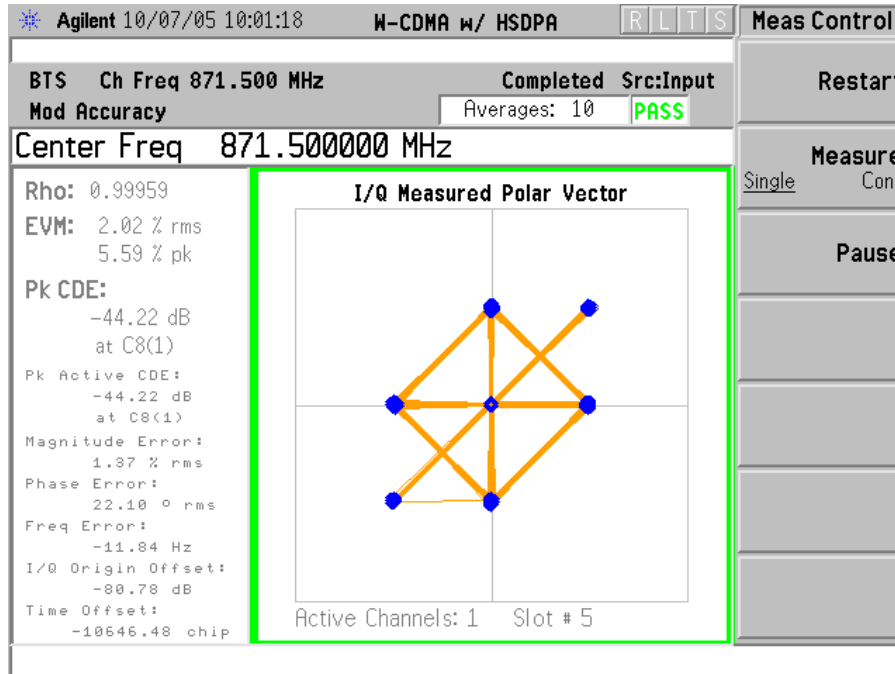 Agilent 10/07/05 10:01:18 W-CDMA w/ HSDPA R L T S Meas Control
BTS Ch Freq 871.500 MHz Completed Src:Input
Mod Accuracy Averages: 10 PASS
Center Freq 871.500000 MHz
Restart
Measure
Single Con
Pause
Rho: 0.99959
EVM: 2.02 % rms
5.59 % pk
Pk CDE:
-44.22 dB
at C8(1)
Pk Active CDE:
-44.22 dB
at C8(1)
Magnitude Error:
1.37 % rms
Phase Error:
22.10 º rms
Freq Error:
-11.84 Hz
I/Q Origin Offset:
-80.78 dB
Time Offset:
-10646.48 chip
I/Q Measured Polar Vector
Active Channels: 1 Slot # 5